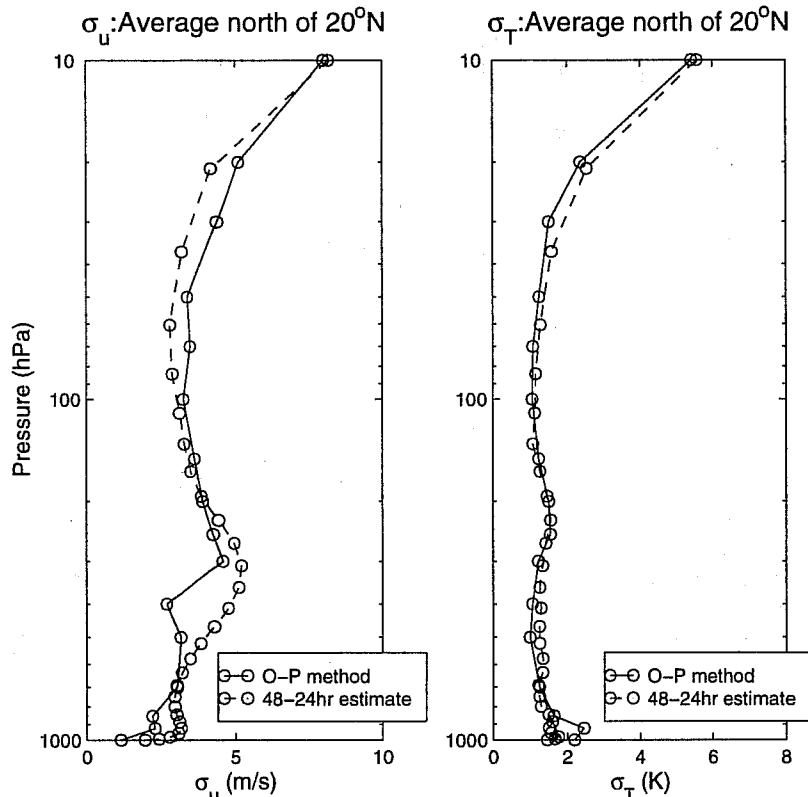 σu:Average north of 20°N
10
100
1000
Pressure (hPa)
0
5
10
σu (m/s)
O–P method
48–24hr estimate
σT:Average north of 20°N
10
100
1000
0
2
4
6
8
σT (K)
O–P method
48–24hr estimate